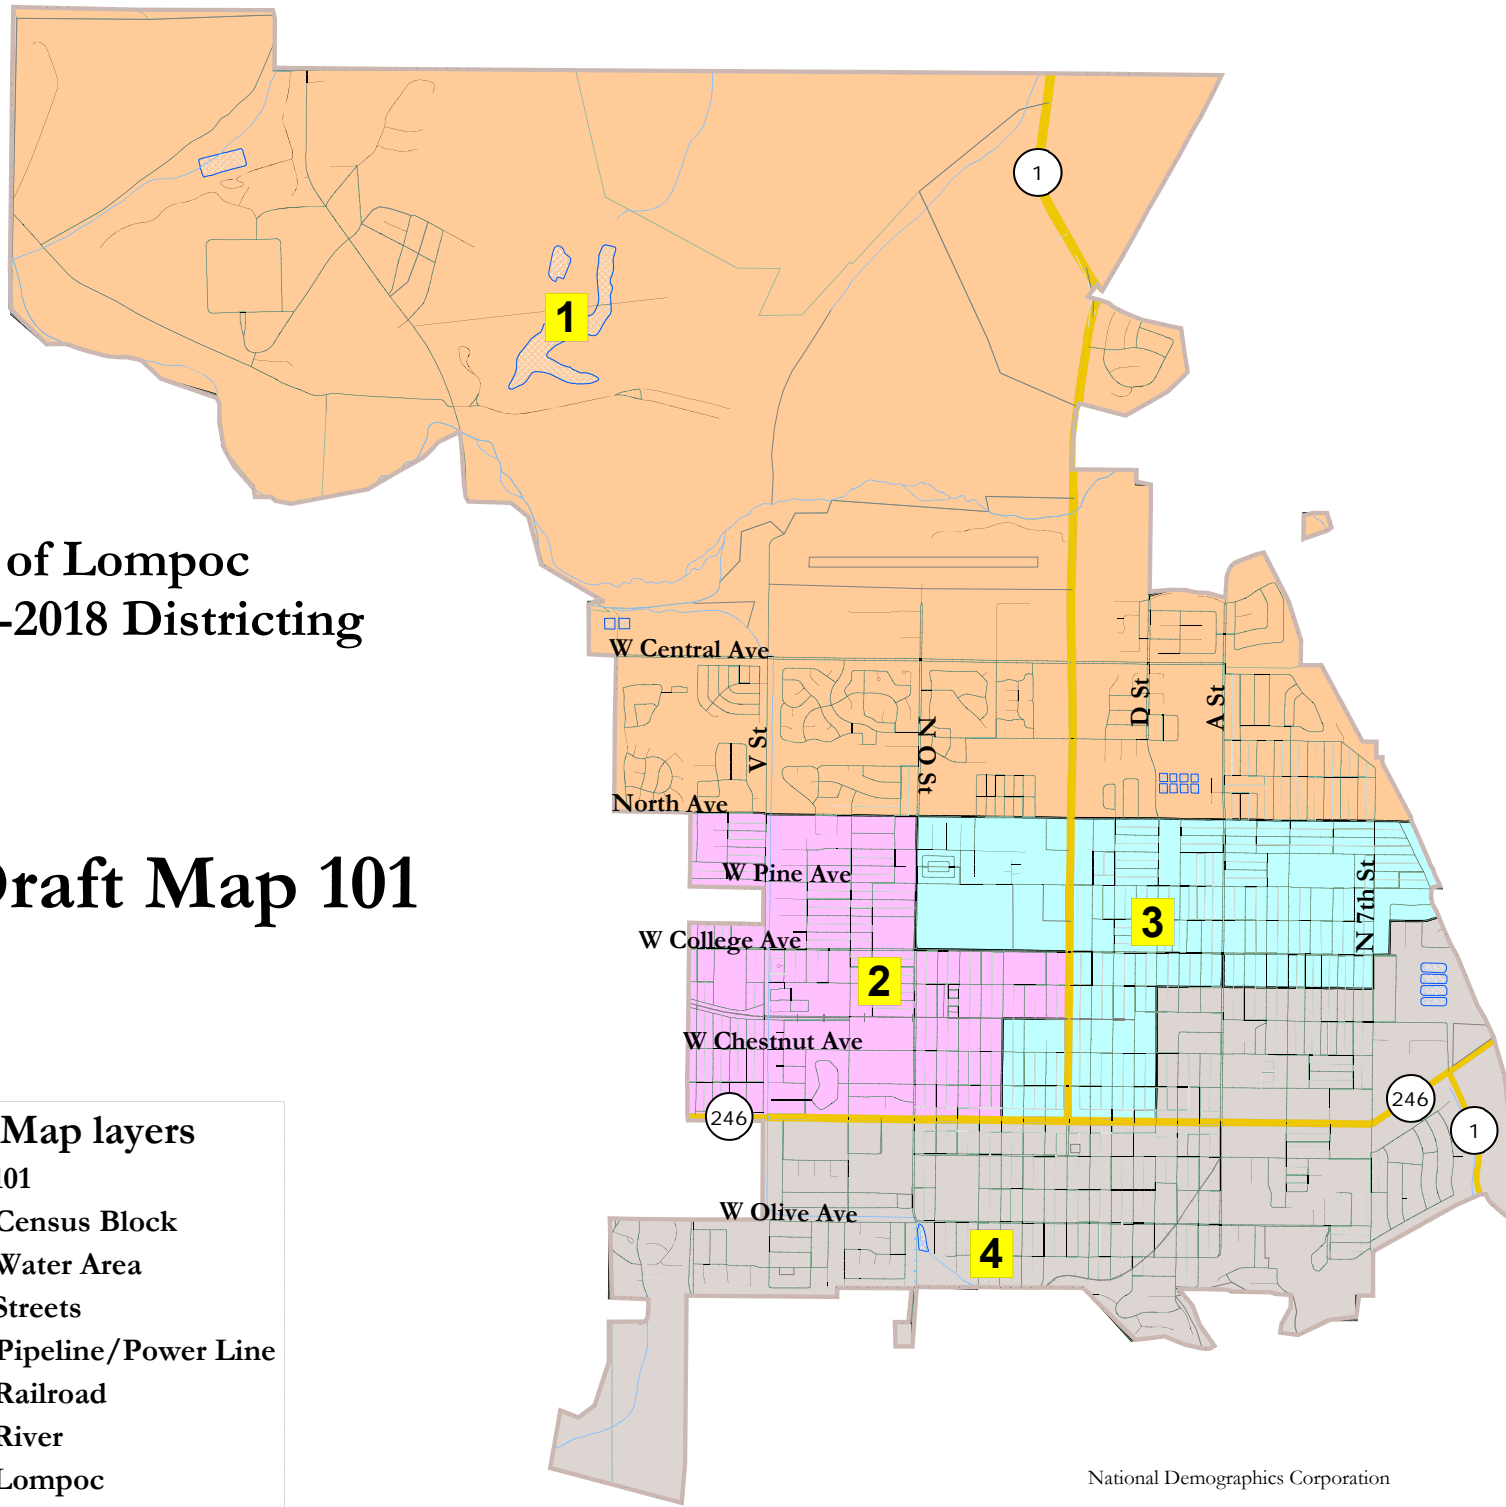 1
1
of Lompoc
-2018 Districting
W Central Ave
D St
A St
N O St
V St
North Ave
W Pine Ave
Draft Map 101
N 7th St
3
W College Ave
2
W Chestnut Ave
246
246
1
Map layers
101
Census Block
Water Area
Streets
Pipeline/Power Line
Railroad
River
Lompoc
W Olive Ave
4
National Demographics Corporation